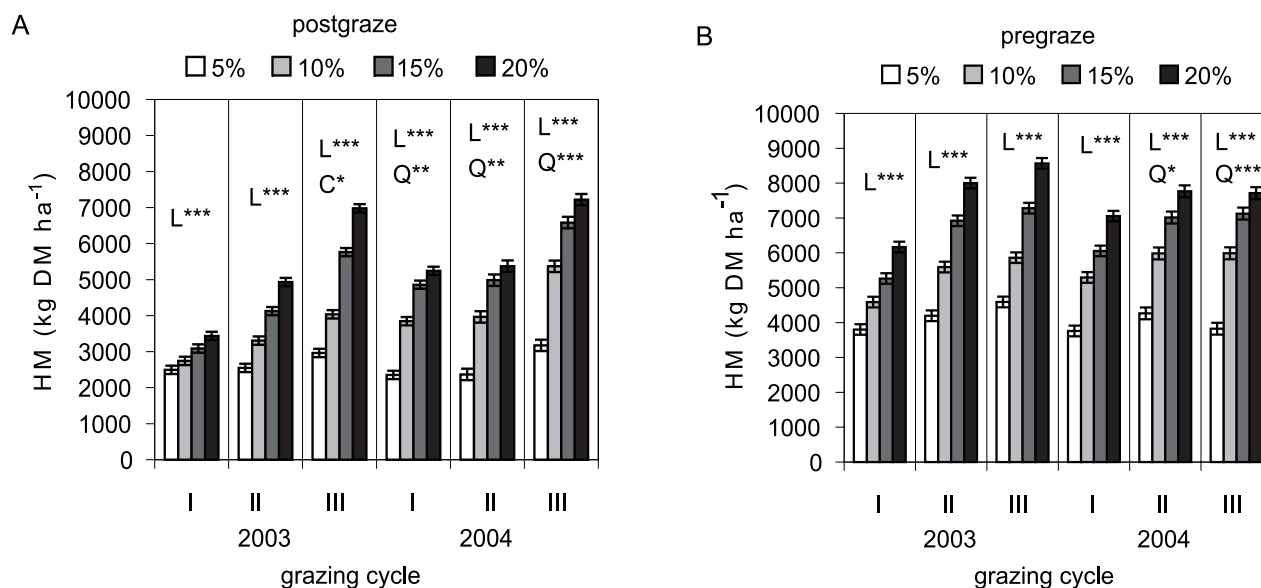 A
postgraze
5% 10% 15% 20%
HM (kg DM ha⁻¹)
10000
9000
8000
7000
6000
5000
4000
3000
2000
1000
0
L***
L***
L***
C*
L***
Q**
L***
Q**
L***
Q***
I II III I II III
2003 2004
grazing cycle
B
pregraze
5% 10% 15% 20%
HM (kg DM ha⁻¹)
10000
9000
8000
7000
6000
5000
4000
3000
2000
1000
0
L***
L***
L***
L***
L***
Q*
L***
Q***
I II III I II III
2003 2004
grazing cycle